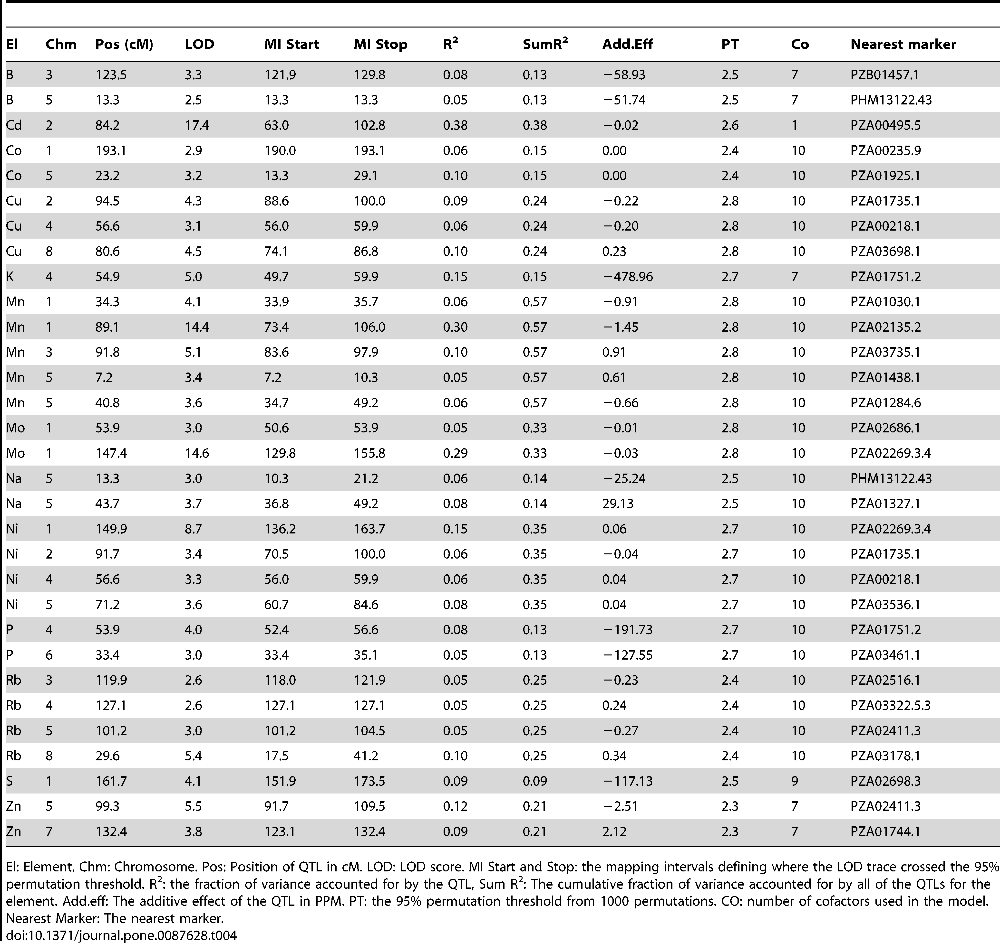 El Chm Pos (cM) LOD MI Start MI Stop R² SumR² Add.Eff PT Co Nearest marker
B 3 123.5 3.3 121.9 129.8 0.08 0.13 −58.93 2.5 7 PZB01457.1
B 5 13.3 2.5 13.3 13.3 0.05 0.13 −51.74 2.5 7 PHM13122.43
Cd 2 84.2 17.4 63.0 102.8 0.38 0.38 −0.02 2.6 1 PZA00495.5
Co 1 193.1 2.9 190.0 193.1 0.06 0.15 0.00 2.4 10 PZA00235.9
Co 5 23.2 3.2 13.3 29.1 0.10 0.15 0.00 2.4 10 PZA01925.1
Cu 2 94.5 4.3 88.6 100.0 0.09 0.24 −0.22 2.8 10 PZA01735.1
Cu 4 56.6 3.1 56.0 59.9 0.06 0.24 −0.20 2.8 10 PZA00218.1
Cu 8 80.6 4.5 74.1 86.8 0.10 0.24 0.23 2.8 10 PZA03698.1
K 4 54.9 5.0 49.7 59.9 0.15 0.15 −478.96 2.7 7 PZA01751.2
Mn 1 34.3 4.1 33.9 35.7 0.06 0.57 −0.91 2.8 10 PZA01030.1
Mn 1 89.1 14.4 73.4 106.0 0.30 0.57 −1.45 2.8 10 PZA02135.2
Mn 3 91.8 5.1 83.6 97.9 0.10 0.57 0.91 2.8 10 PZA03735.1
Mn 5 7.2 3.4 7.2 10.3 0.05 0.57 0.61 2.8 10 PZA01438.1
Mn 5 40.8 3.6 34.7 49.2 0.06 0.57 −0.66 2.8 10 PZA01284.6
Mo 1 53.9 3.0 50.6 53.9 0.05 0.33 −0.01 2.8 10 PZA02686.1
Mo 1 147.4 14.6 129.8 155.8 0.29 0.33 −0.03 2.8 10 PZA02269.3.4
Na 5 13.3 3.0 10.3 21.2 0.06 0.14 −25.24 2.5 10 PHM13122.43
Na 5 43.7 3.7 36.8 49.2 0.08 0.14 29.13 2.5 10 PZA01327.1
Ni 1 149.9 8.7 136.2 163.7 0.15 0.35 0.06 2.7 10 PZA02269.3.4
Ni 2 91.7 3.4 70.5 100.0 0.06 0.35 −0.04 2.7 10 PZA01735.1
Ni 4 56.6 3.3 56.0 59.9 0.06 0.35 0.04 2.7 10 PZA00218.1
Ni 5 71.2 3.6 60.7 84.6 0.08 0.35 0.04 2.7 10 PZA03536.1
P 4 53.9 4.0 52.4 56.6 0.08 0.13 −191.73 2.7 10 PZA01751.2
P 6 33.4 3.0 33.4 35.1 0.05 0.13 −127.55 2.7 10 PZA03461.1
Rb 3 119.9 2.6 118.0 121.9 0.05 0.25 −0.23 2.4 10 PZA02516.1
Rb 4 127.1 2.6 127.1 127.1 0.05 0.25 0.24 2.4 10 PZA03322.5.3
Rb 5 101.2 3.0 101.2 104.5 0.05 0.25 −0.27 2.4 10 PZA02411.3
Rb 8 29.6 5.4 17.5 41.2 0.10 0.25 0.34 2.4 10 PZA03178.1
S 1 161.7 4.1 151.9 173.5 0.09 0.09 −117.13 2.5 9 PZA02698.3
Zn 5 99.3 5.5 91.7 109.5 0.12 0.21 −2.51 2.3 7 PZA02411.3
Zn 7 132.4 3.8 123.1 132.4 0.09 0.21 2.12 2.3 7 PZA01744.1
El: Element. Chm: Chromosome. Pos: Position of QTL in cM. LOD: LOD score. MI Start and Stop: the mapping intervals defining where the LOD trace crossed the 95%
permutation threshold. R²: the fraction of variance accounted for by the QTL, Sum R²: The cumulative fraction of variance accounted for by all of the QTLs for the
element. Add.eff: The additive effect of the QTL in PPM. PT: the 95% permutation threshold from 1000 permutations. CO: number of cofactors used in the model.
Nearest Marker: The nearest marker.
doi:10.1371/journal.pone.0087628.t004